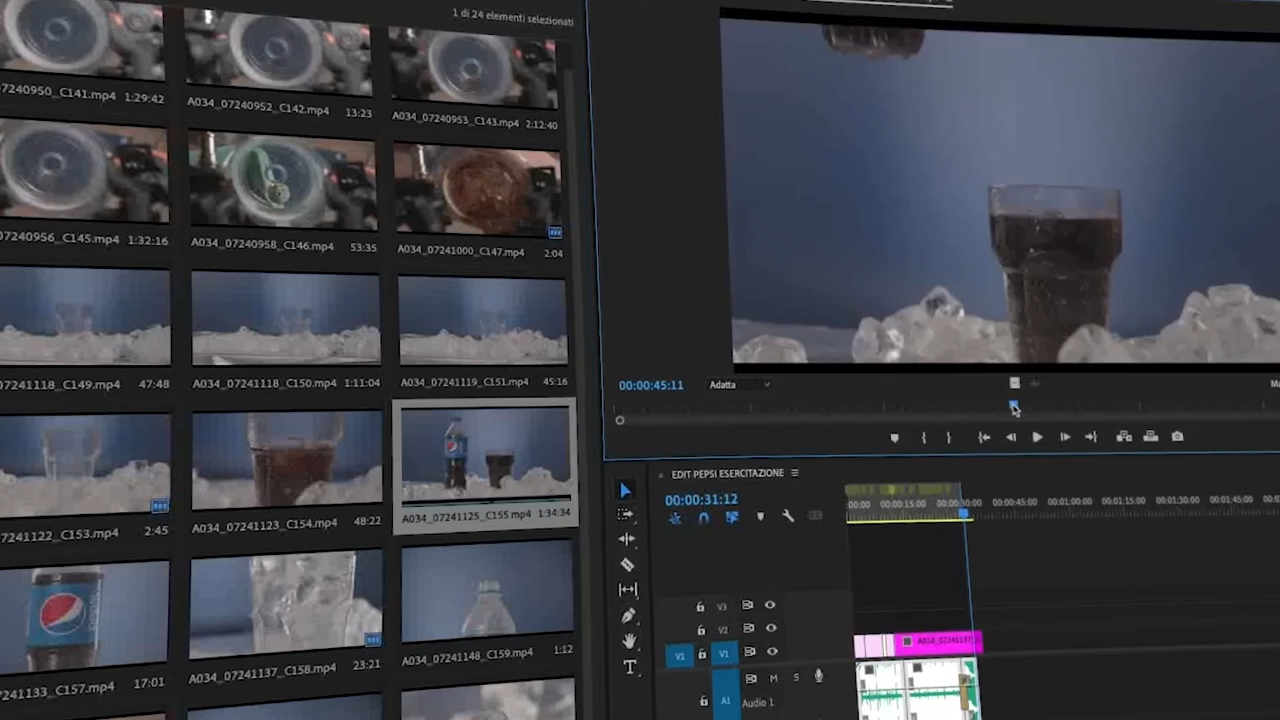 1 di 24 elementi selezionati
07240950_C141.mp4 1:29:42
A034_07240952_C142.mp4 13:23
A034_07240953_C143.mp4 2:12:40
07240956_C145.mp4 1:32:16
A034_07240958_C146.mp4 53:35
A034_07241000_C147.mp4 2:04
07241118_C149.mp4 47:48
A034_07241118_C150.mp4 1:11:04
A034_07241119_C151.mp4 45:16
07241122_C153.mp4 2:45
A034_07241123_C154.mp4 48:22
A034_07241125_C155.mp4 1:34:34
07241133_C157.mp4 17:01
A034_07241137_C158.mp4 23:21
A034_07241148_C159.mp4 1:12
00:00:45:11 Adatta
EDIT PEPSI ESERCITAZIONE
00:00:31:12
:00:00 00:00:15:00 00:00:30:00 00:00:45:00 00:01:00:00 00:01:15:00 00:01:30:00 00:01:45:00
V3
V2
V1 V1
A1 M S
Audio 1